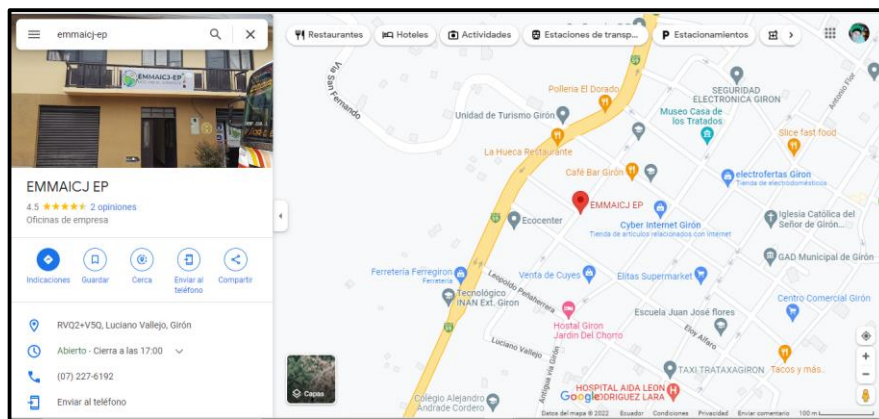 emmaicj-ep
EMMAICJ-EP
EMMAICJ EP
4.5
2 opiniones
Oficinas de empresa
Indicaciones
Guardar
Cerca
Enviar al
teléfono
Compartir
RVQ2+V5Q, Luciano Vallejo, Girón
Abierto · Cierra a las 17:00
(07) 227-6192
Enviar al teléfono
Restaurantes
Hoteles
Actividades
Estaciones de transp...
P Estacionamientos
Via San
Fernando
Polleria El Dorado
Unidad de Turismo Girón
La Hueca Restaurante
SEGURIDAD
ELECTRONICA GIRON
Antonio Flor
Museo Casa de
los Tratados
Slice fast food
Café Bar Girón
electrofertas Giron
Tienda de electrodomésticos
EMMAICJ EP
Ecocenter
Cyber Internet Girón
Tienda de artículos relacionados con Internet
Iglesia Católica del
Señor de Girón...
GAD Municipal de Girón
Ferretería Ferregiron
Ferretería
Leopoldo Peñaherrera
Venta de Cuyes
Elitas Supermarket
Tecnológico
INAN Ext. Giron
Centro Comercial Girón
Hostal Giron
Jardin Del Chorro
Escuela Juan José flores
Eloy Alfaro
Luciano Vallejo
Antigua vía Girón
TAXI TRATAXAGIRON
Tacos y más..
Capas
Colegio Alejandro
Andrade Cordero
Google
HOSPITAL AIDA LEON
RODRIGUEZ LARA
Datos del mapa © 2022
Ecuador
Condiciones
Privacidad
Enviar comentario
100 m